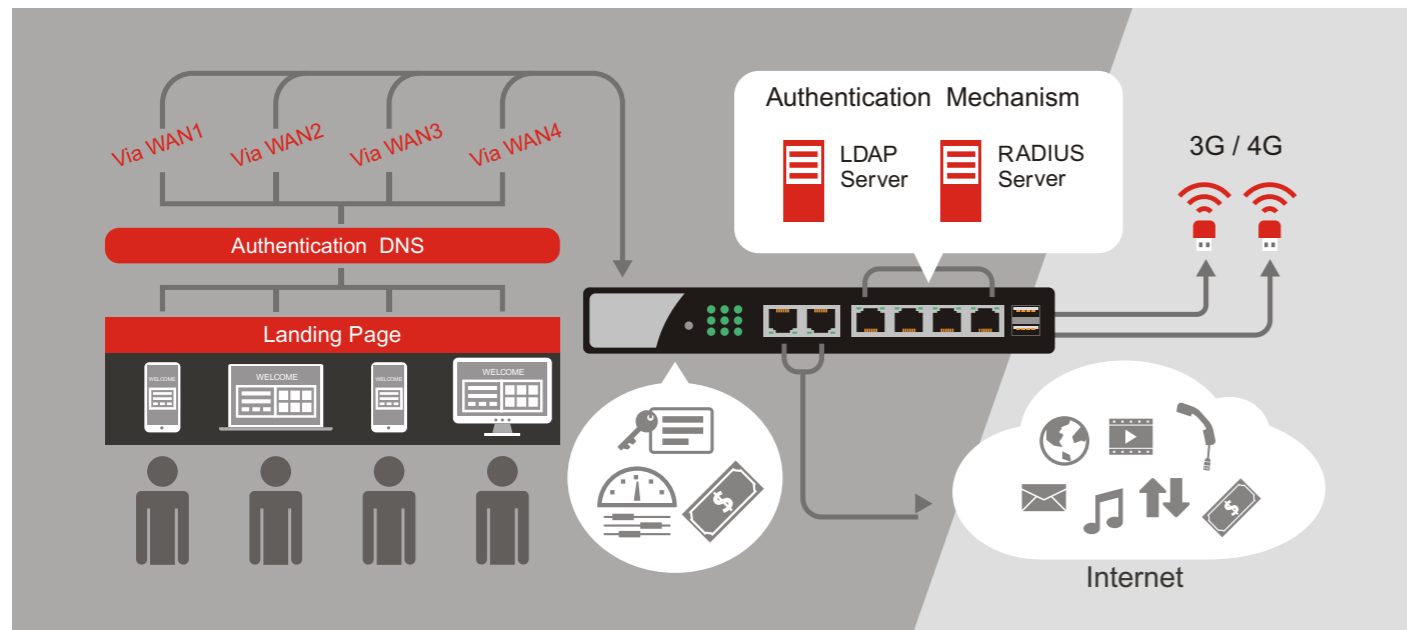 Via WAN1
Via WAN2
Via WAN3
Via WAN4
Authentication DNS
Landing Page
WELCOME
WELCOME
WELCOME
WELCOME
Authentication Mechanism
LDAP
Server
RADIUS
Server
3G / 4G
Internet